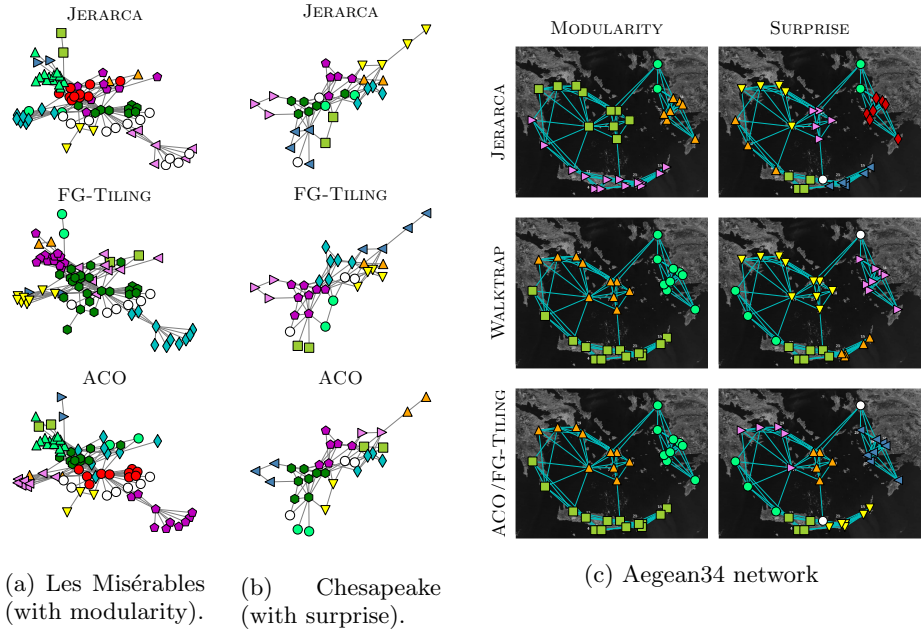 JERARCA
FG-TILING
ACO
(a) Les Misérables
(with modularity).
JERARCA
FG-TILING
ACO
(b) Chesapeake
(with surprise).
MODULARITY
SURPRISE
JERARCA
WALKTRAP
ACO/FG-TILING
(c) Aegean34 network